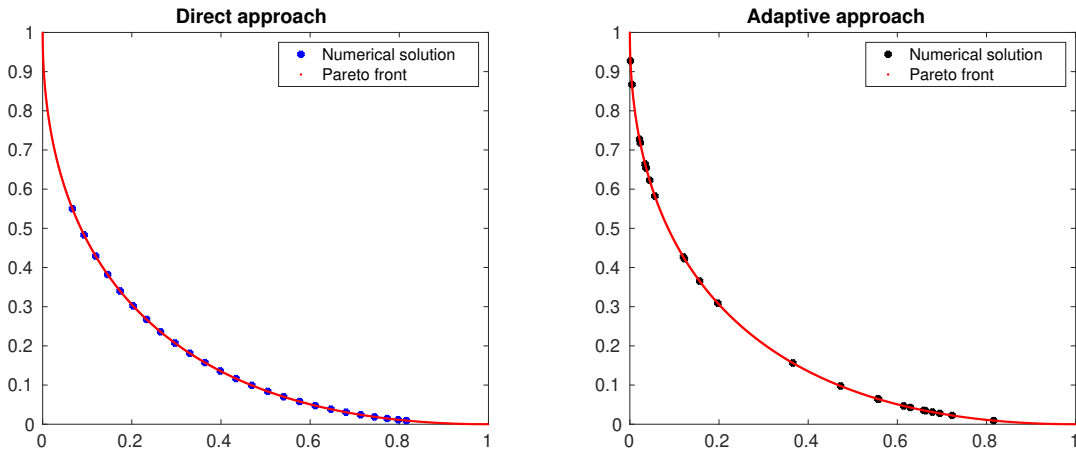 Direct approach
1
0.9
0.8
0.7
0.6
0.5
0.4
0.3
0.2
0.1
0
0 0.2 0.4 0.6 0.8 1
Numerical solution
Pareto front
Adaptive approach
1
0.9
0.8
0.7
0.6
0.5
0.4
0.3
0.2
0.1
0
0 0.2 0.4 0.6 0.8 1
Numerical solution
Pareto front